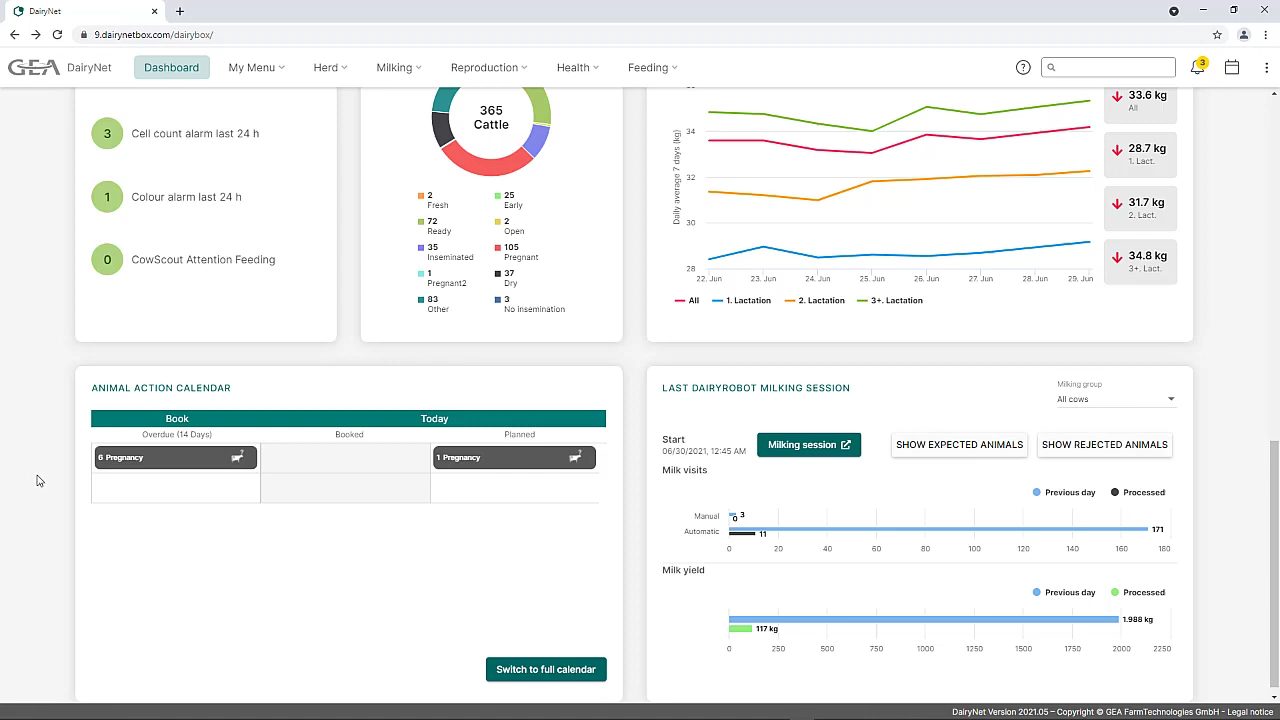 DairyNet
9.dairynetbox.com/dairybox/
GEA DairyNet
Dashboard
My Menu
Herd
Milking
Reproduction
Health
Feeding
3
3 Cell count alarm last 24 h
1 Colour alarm last 24 h
0 CowScout Attention Feeding
365
Cattle
2
Fresh
25
Early
72
Ready
2
Open
35
Inseminated
105
Pregnant
1
Pregnant2
37
Dry
83
Other
3
No insemination
Daily average 7 days (kg)
34
32
30
28
22. Jun 23. Jun 24. Jun 25. Jun 26. Jun 27. Jun 28. Jun 29. Jun
All 1. Lactation 2. Lactation 3+. Lactation
33.6 kg
All
28.7 kg
1. Lact.
31.7 kg
2. Lact.
34.8 kg
3+. Lact.
ANIMAL ACTION CALENDAR
Book Today
Overdue (14 Days) Booked Planned
6 Pregnancy
1 Pregnancy
Switch to full calendar
LAST DAIRYROBOT MILKING SESSION
Milking group
All cows
Start
06/30/2021, 12:45 AM
Milking session
SHOW EXPECTED ANIMALS
SHOW REJECTED ANIMALS
Milk visits
Previous day Processed
Manual 3
0
Automatic 171
11
0 20 40 60 80 100 120 140 160 180
Milk yield
Previous day Processed
1.988 kg
117 kg
0 250 500 750 1000 1250 1500 1750 2000 2250
DairyNet Version 2021.05 – Copyright © GEA FarmTechnologies GmbH - Legal notice